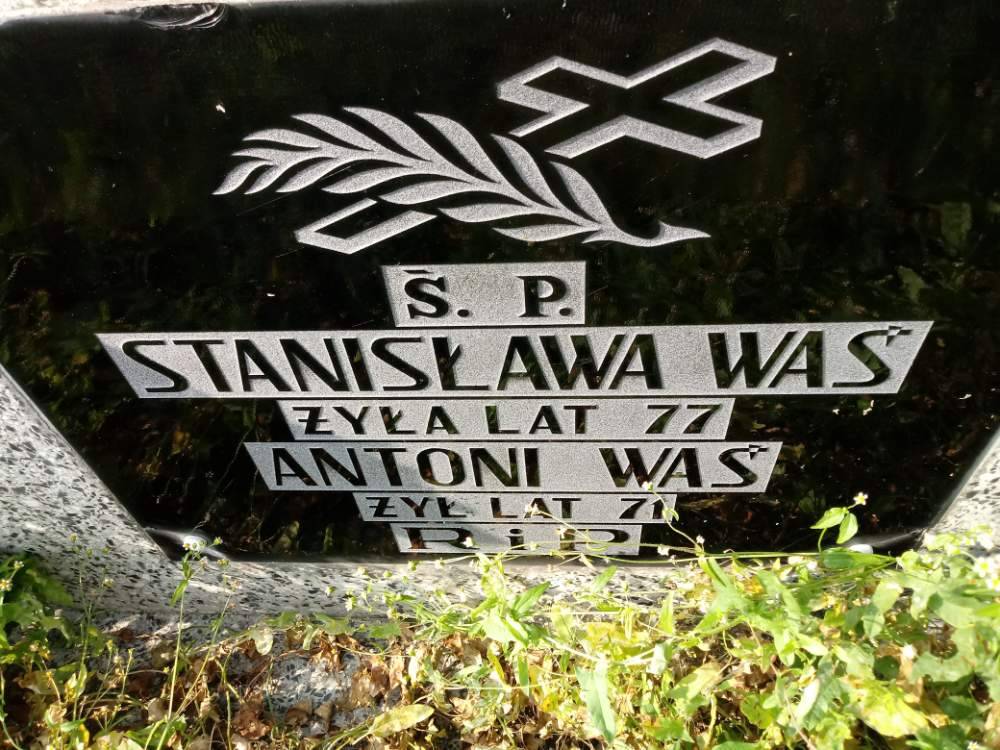 Ś. P.
STANISŁAWA WAŚ
ŻYŁA LAT 77
ANTONI WAŚ
ŻYŁ LAT 71
R i P